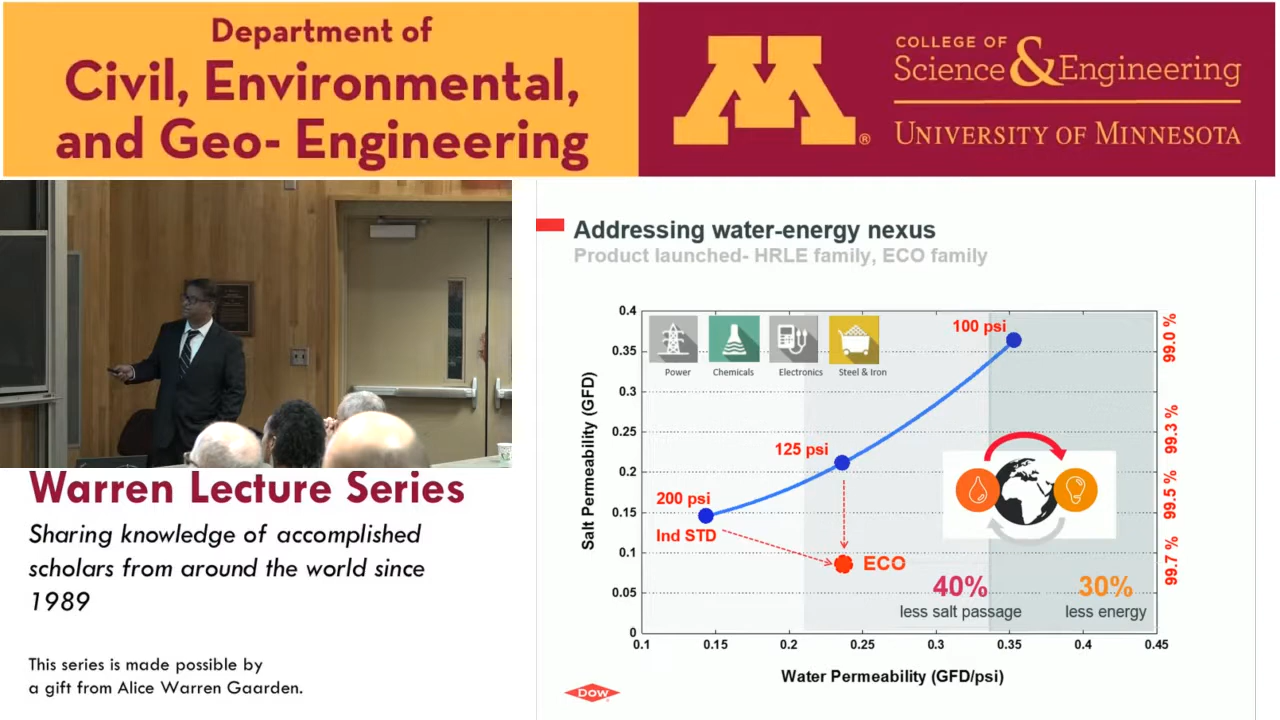 Department of
Civil, Environmental,
and Geo- Engineering
M®
COLLEGE OF
Science & Engineering
UNIVERSITY OF MINNESOTA
Warren Lecture Series
Sharing knowledge of accomplished
scholars from around the world since
1989
This series is made possible by
a gift from Alice Warren Gaarden.
Addressing water-energy nexus
Product launched- HRLE family, ECO family
Salt Permeability (GFD)
0.4
0.35
0.3
0.25
0.2
0.15
0.1
0.05
0
Power
Chemicals
Electronics
Steel & Iron
100 psi
125 psi
200 psi
Ind STD
ECO
40%
less salt passage
30%
less energy
99.0 %
99.3 %
99.5 %
99.7 %
0.1
0.15
0.2
0.25
0.3
0.35
0.4
0.45
Water Permeability (GFD/psi)
DOW